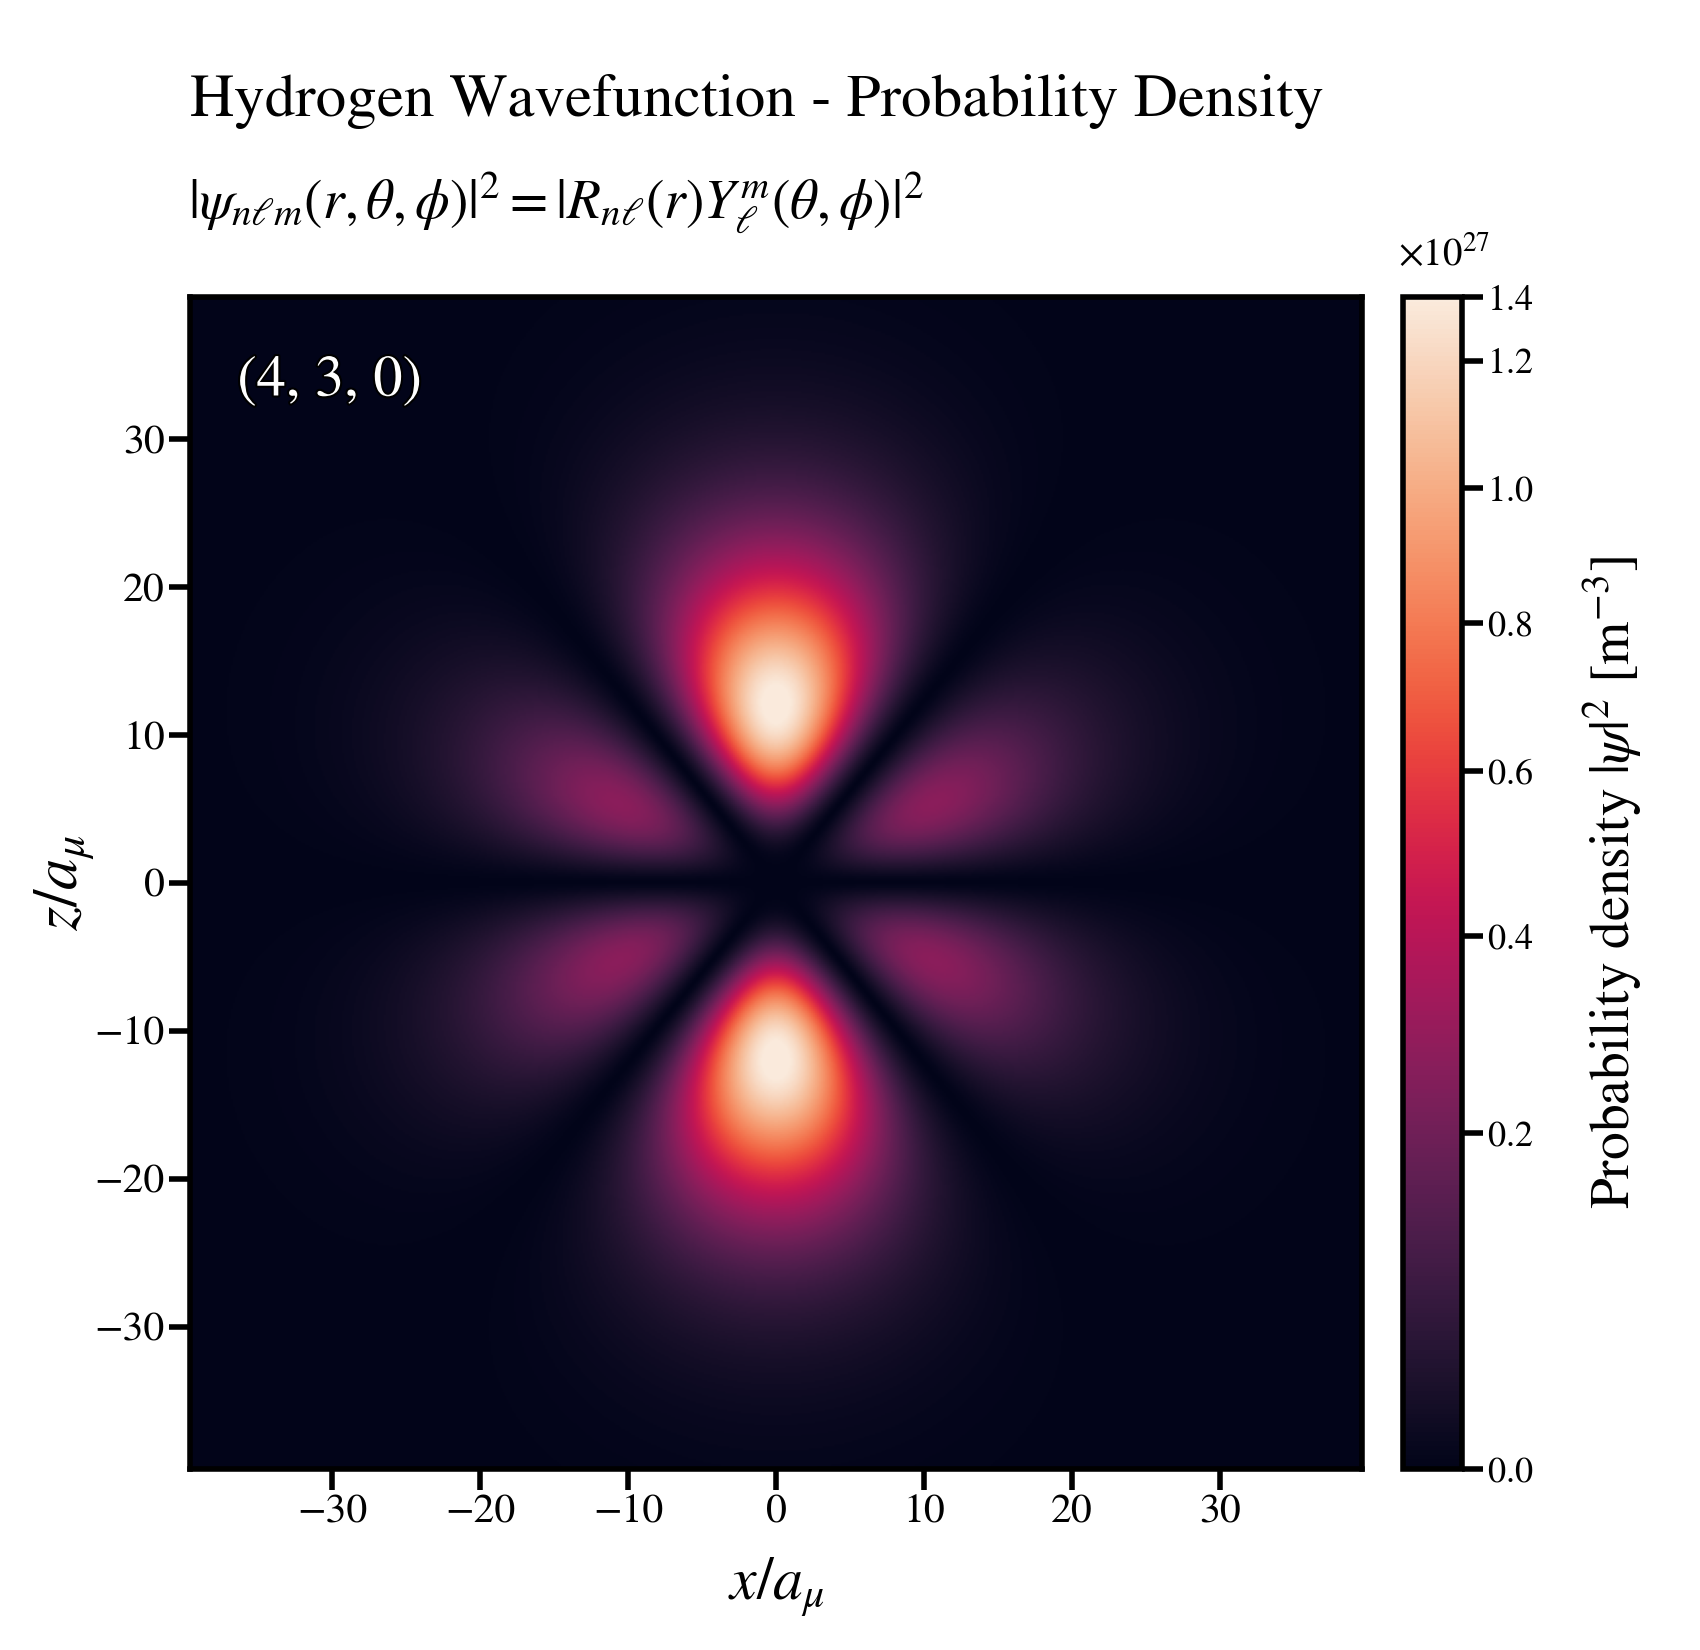 Hydrogen Wavefunction - Probability Density
|ψₙℓₘ(r, θ, ϕ)|² = |Rₙℓ(r)Yℓᵐ(θ, ϕ)|²
×10²⁷
(4, 3, 0)
30
20
10
0
−10
−20
−30
z/aμ
−30 −20 −10 0 10 20 30
x/aμ
1.4
1.2
1.0
0.8
0.6
0.4
0.2
0.0
Probability density |ψ|² [m⁻³]